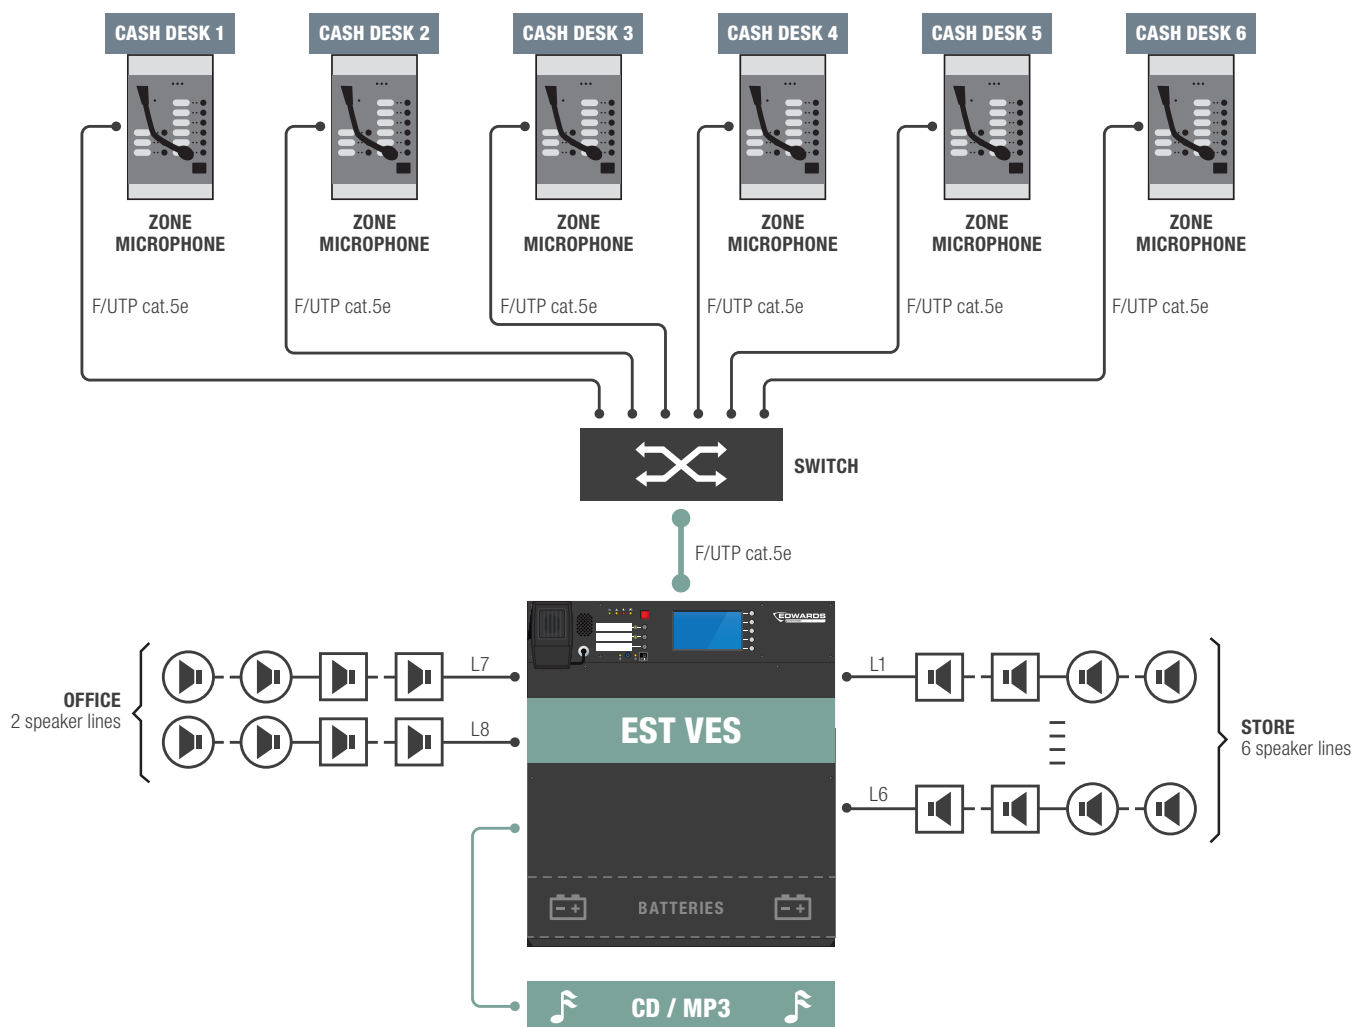 CASH DESK 1
CASH DESK 2
CASH DESK 3
CASH DESK 4
CASH DESK 5
CASH DESK 6
ZONE
MICROPHONE
ZONE
MICROPHONE
ZONE
MICROPHONE
ZONE
MICROPHONE
ZONE
MICROPHONE
ZONE
MICROPHONE
F/UTP cat.5e
F/UTP cat.5e
F/UTP cat.5e
F/UTP cat.5e
F/UTP cat.5e
F/UTP cat.5e
SWITCH
F/UTP cat.5e
EDWARDS
OFFICE
2 speaker lines
L7
L8
EST VES
L1
L6
STORE
6 speaker lines
BATTERIES
CD / MP3